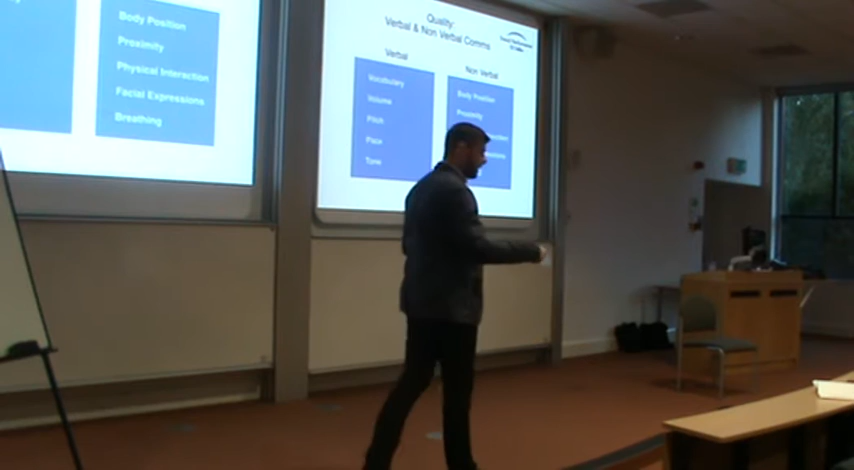 Body Position
Proximity
Physical Interaction
Facial Expressions
Breathing
Quality:
Verbal & Non Verbal Comms
Verbal
Vocabulary
Volume
Pitch
Pace
Tone
Non Verbal
Body Position
Proximity